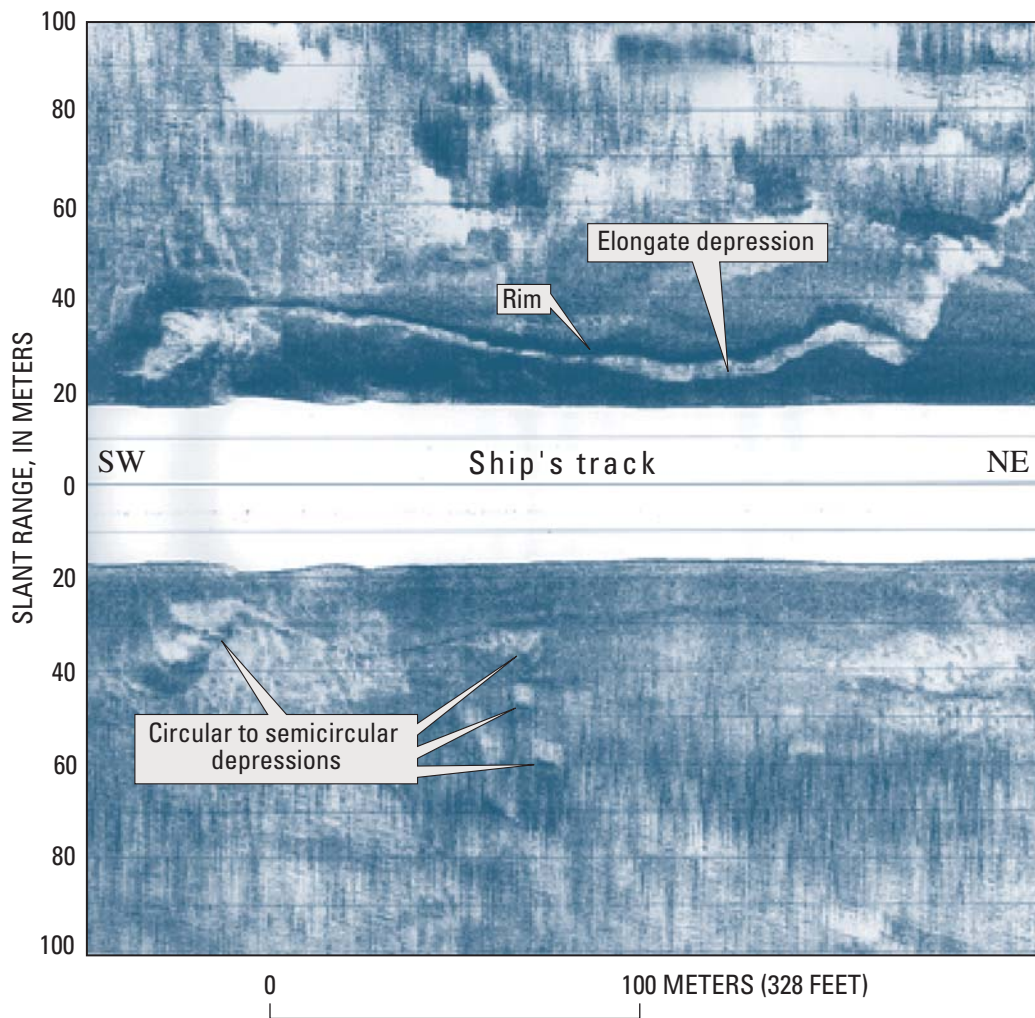 100
80
60
Elongate depression
Rim
40
20
SLANT RANGE, IN METERS
SW Ship's track NE
0
20
40
Circular to semicircular
depressions
60
80
100
0 100 METERS (328 FEET)